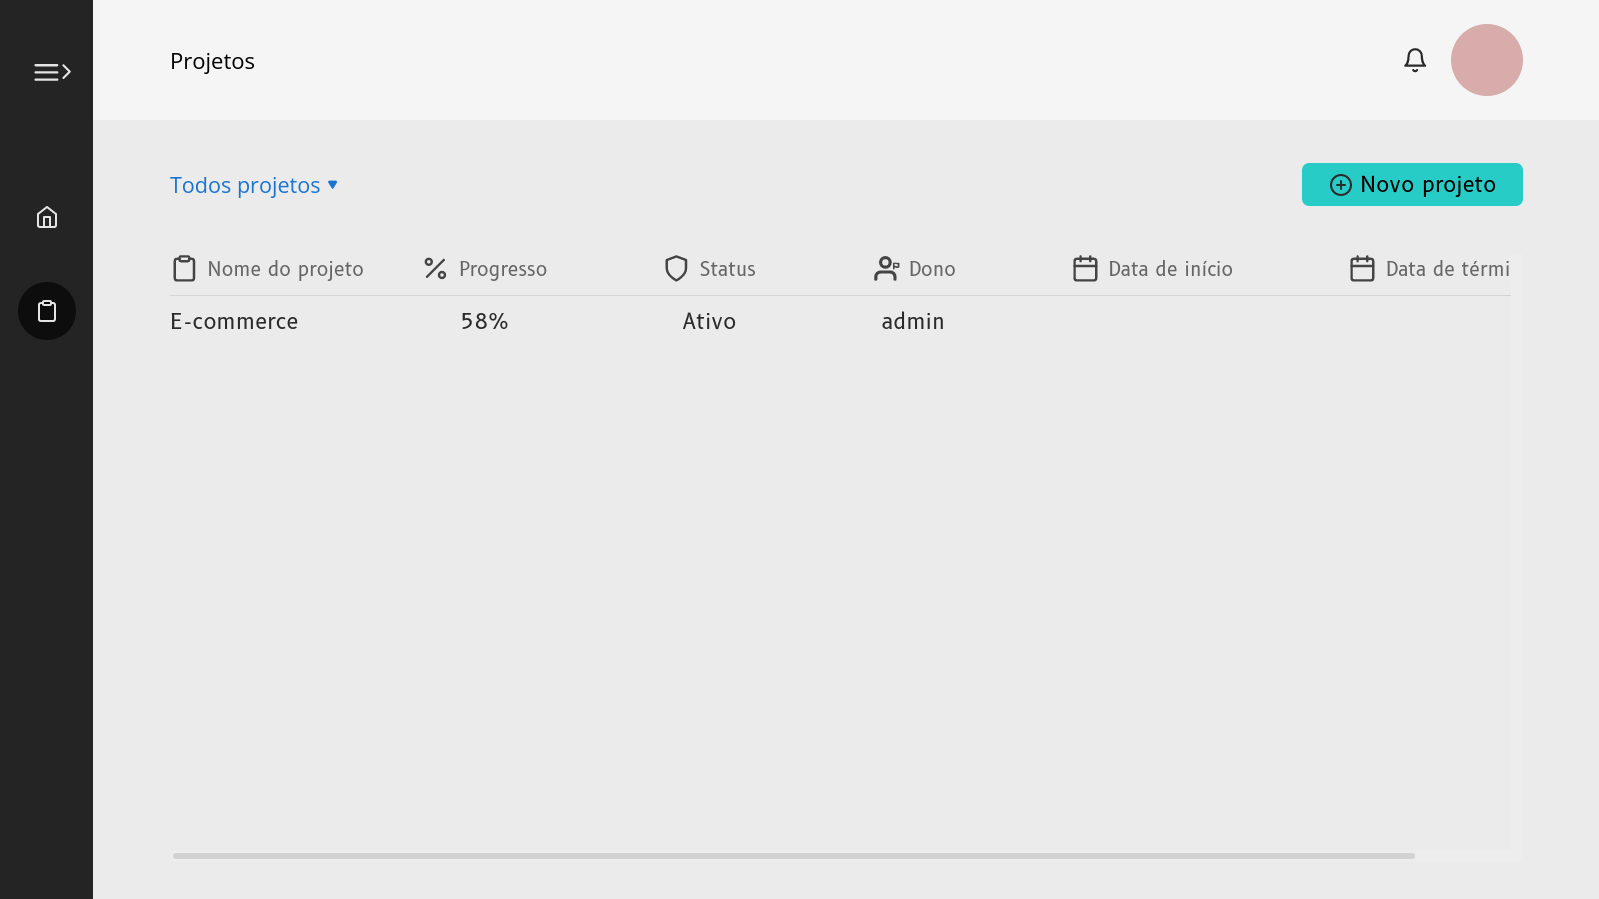 Projetos
Todos projetos
Novo projeto
Nome do projeto Progresso Status Dono Data de início Data de térmi
E-commerce 58% Ativo admin